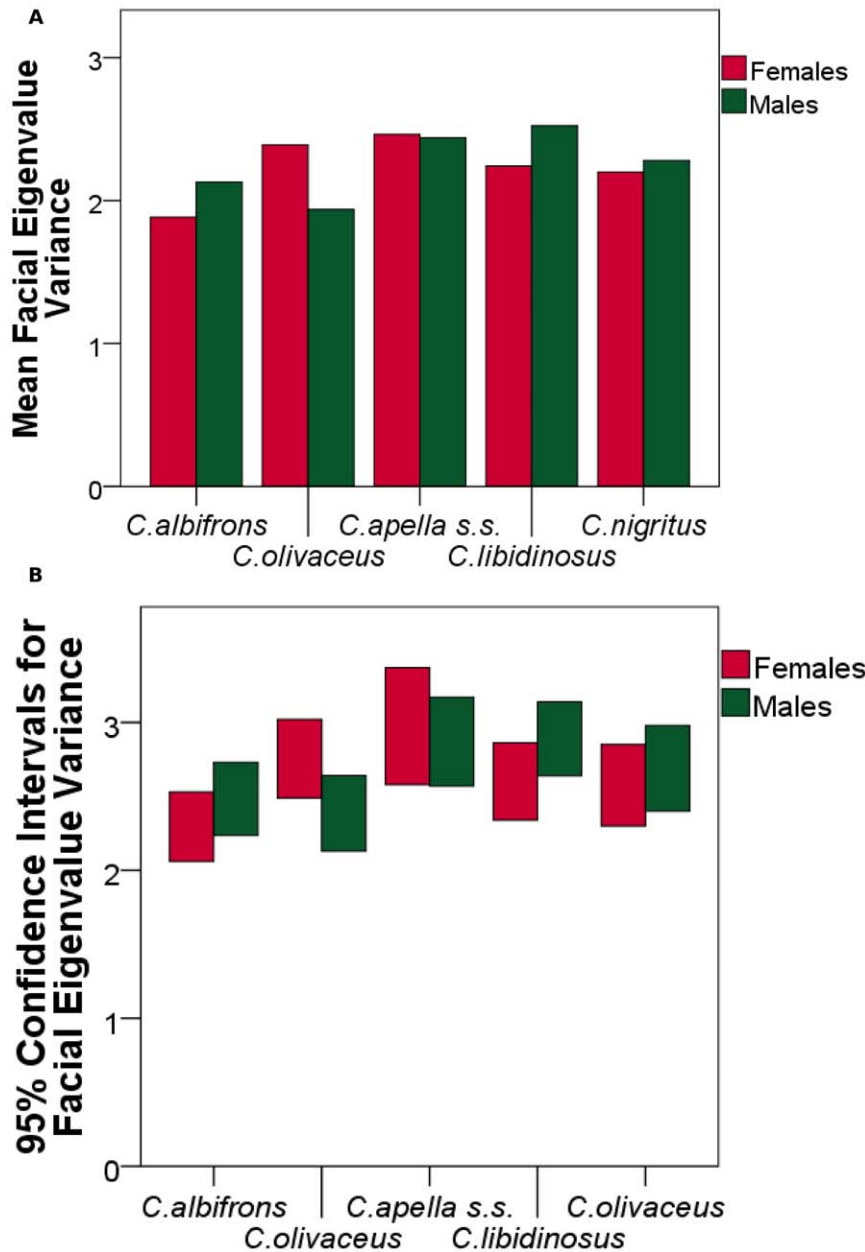 A
Mean Facial Eigenvalue
Variance
3
2
1
0
Females
Males
C.albifrons
C.apella s.s.
C.nigritus
C.olivaceus
C.libidinosus
B
95% Confidence Intervals for
Facial Eigenvalue Variance
3
2
1
0
Females
Males
C.albifrons
C.apella s.s.
C.olivaceus
C.olivaceus
C.libidinosus